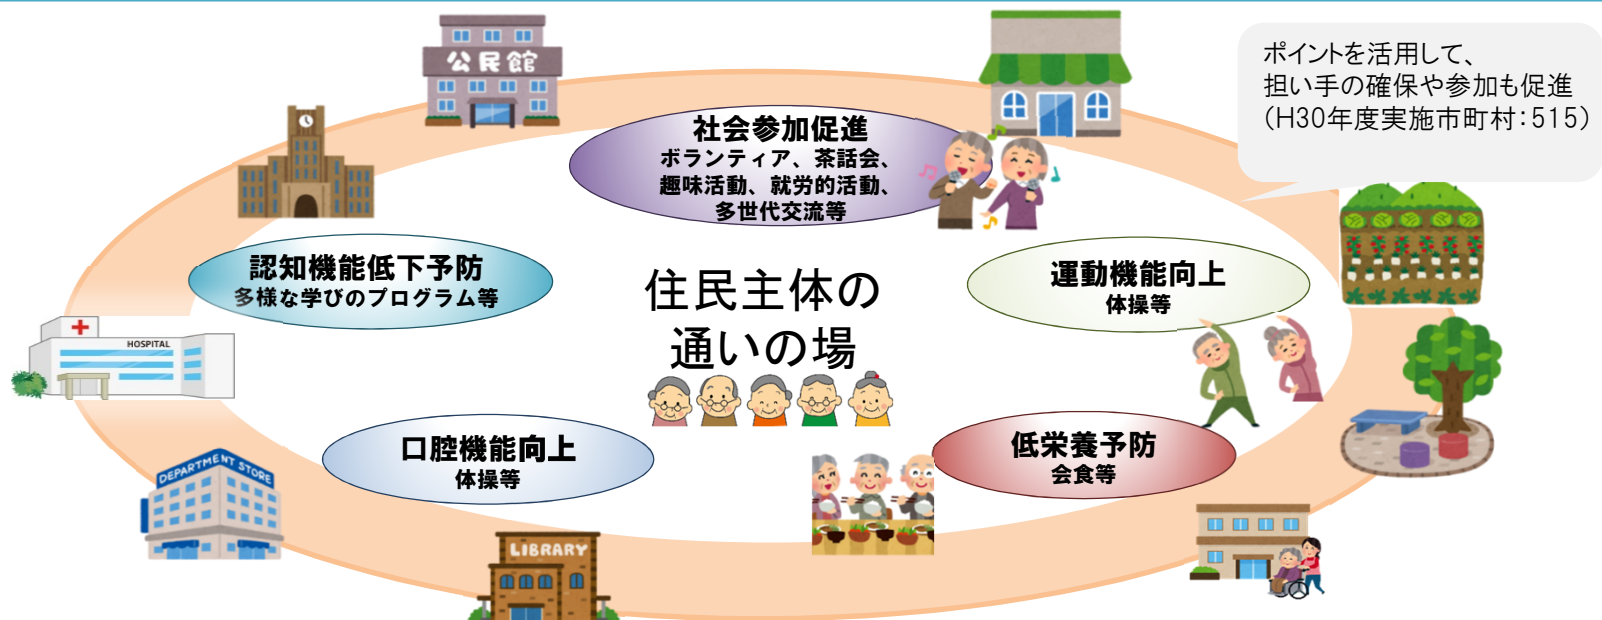 公民館
ポイントを活用して、
担い手の確保や参加も促進
（H30年度実施市町村：515）
社会参加促進
ボランティア、茶話会、
趣味活動、就労的活動、
多世代交流等
認知機能低下予防
多様な学びのプログラム等
住民主体の
通いの場
運動機能向上
体操等
HOSPITAL
口腔機能向上
体操等
低栄養予防
会食等
DEPARTMENT STORE
LIBRARY